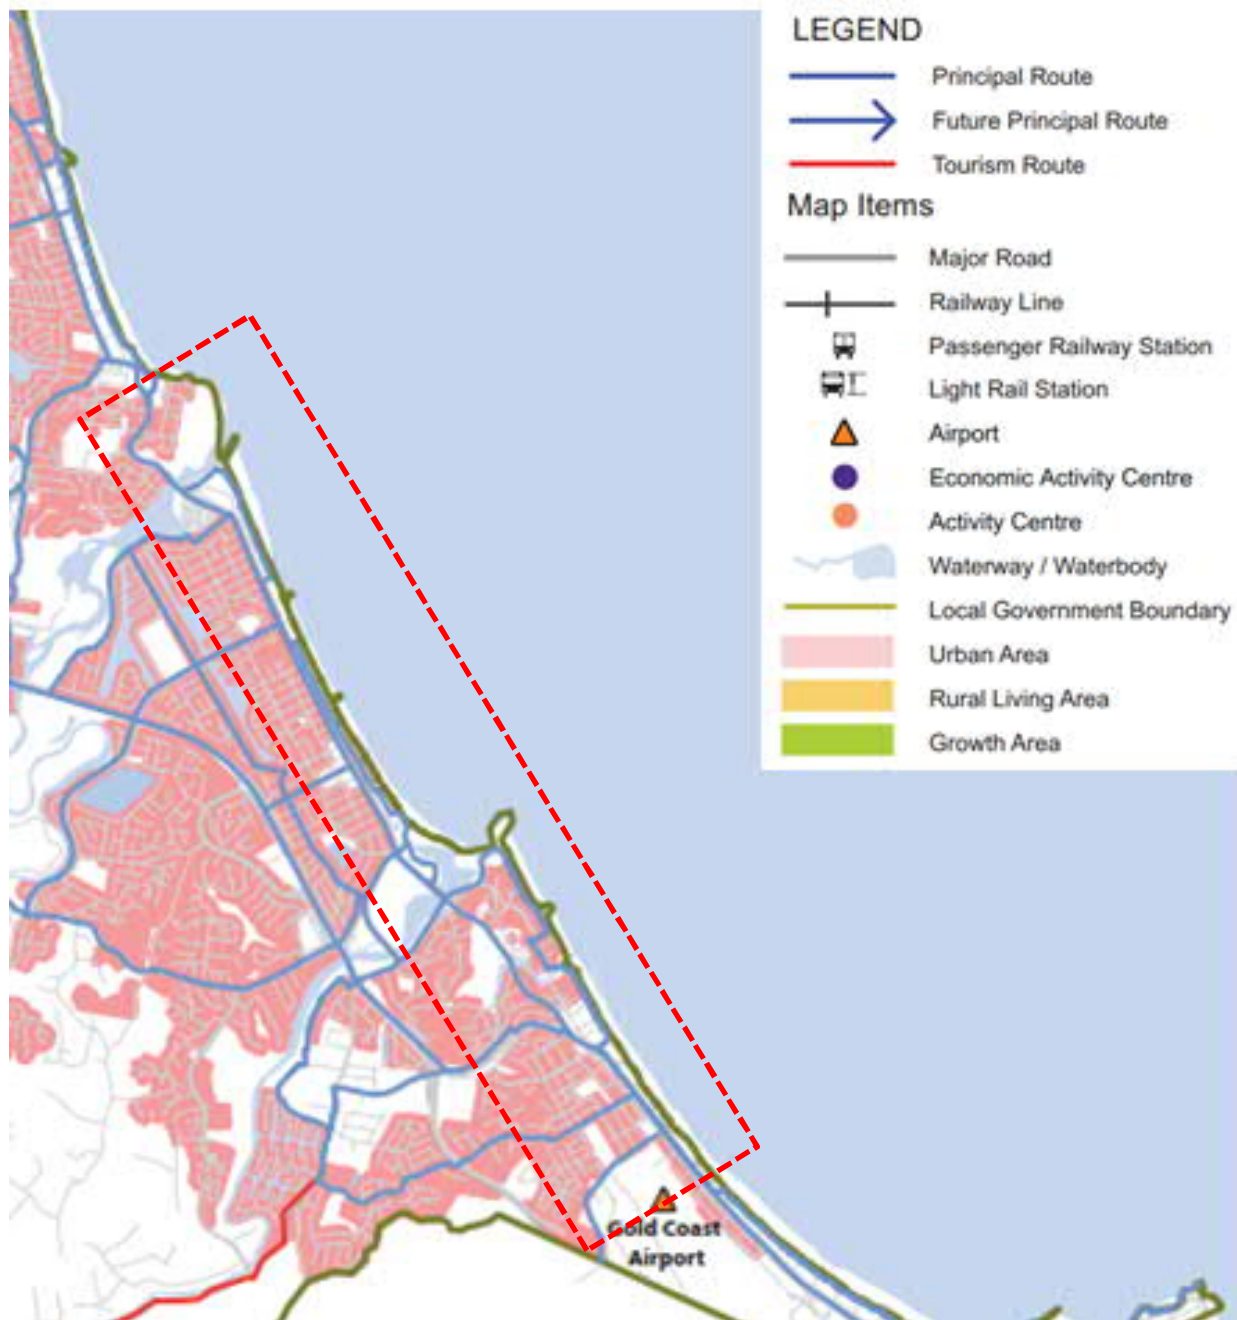 LEGEND
Principal Route
Future Principal Route
Tourism Route
Map Items
Major Road
Railway Line
Passenger Railway Station
Light Rail Station
Airport
Economic Activity Centre
Activity Centre
Waterway / Waterbody
Local Government Boundary
Urban Area
Rural Living Area
Growth Area
Gold Coast
Airport